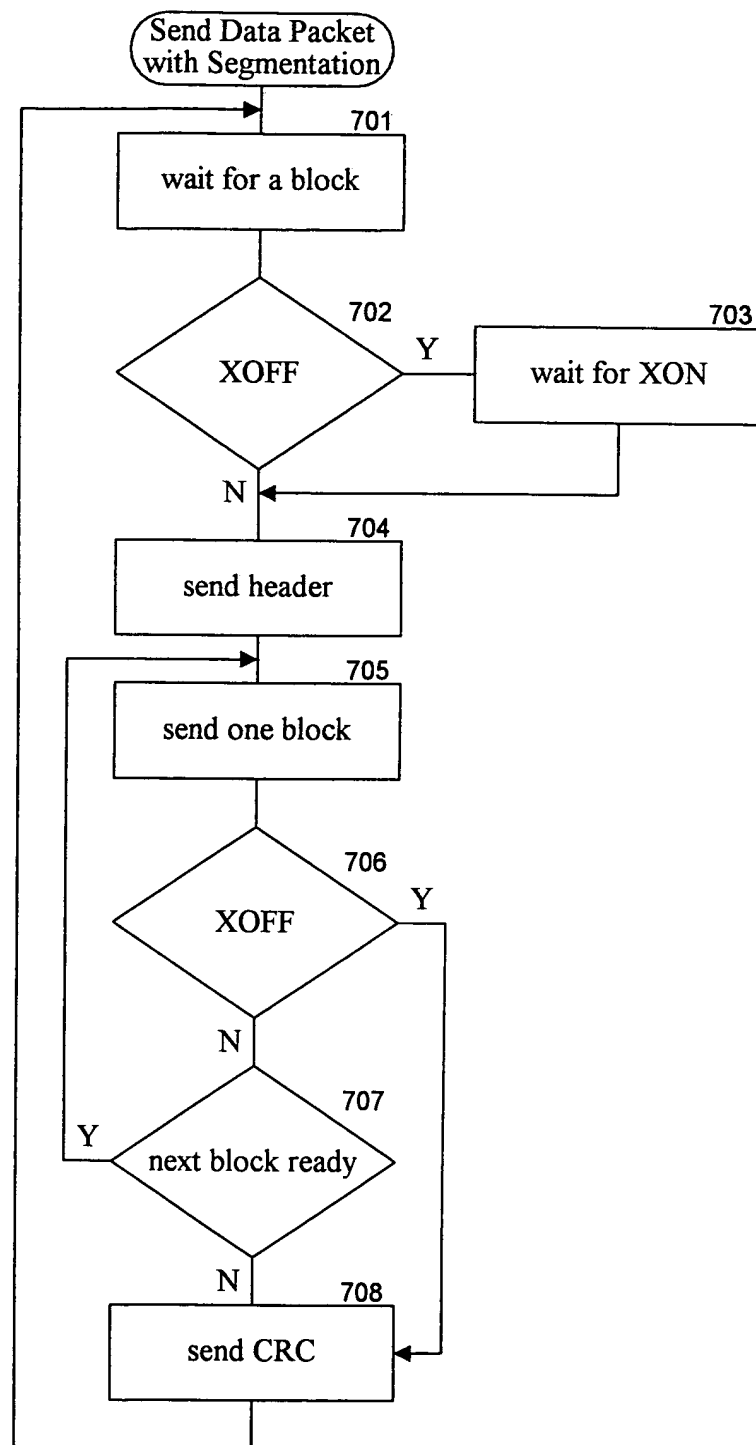 Send Data Packet
with Segmentation
701
wait for a block
702
XOFF
Y
703
wait for XON
N
704
send header
705
send one block
706
XOFF
Y
N
707
Y
next block ready
N
708
send CRC